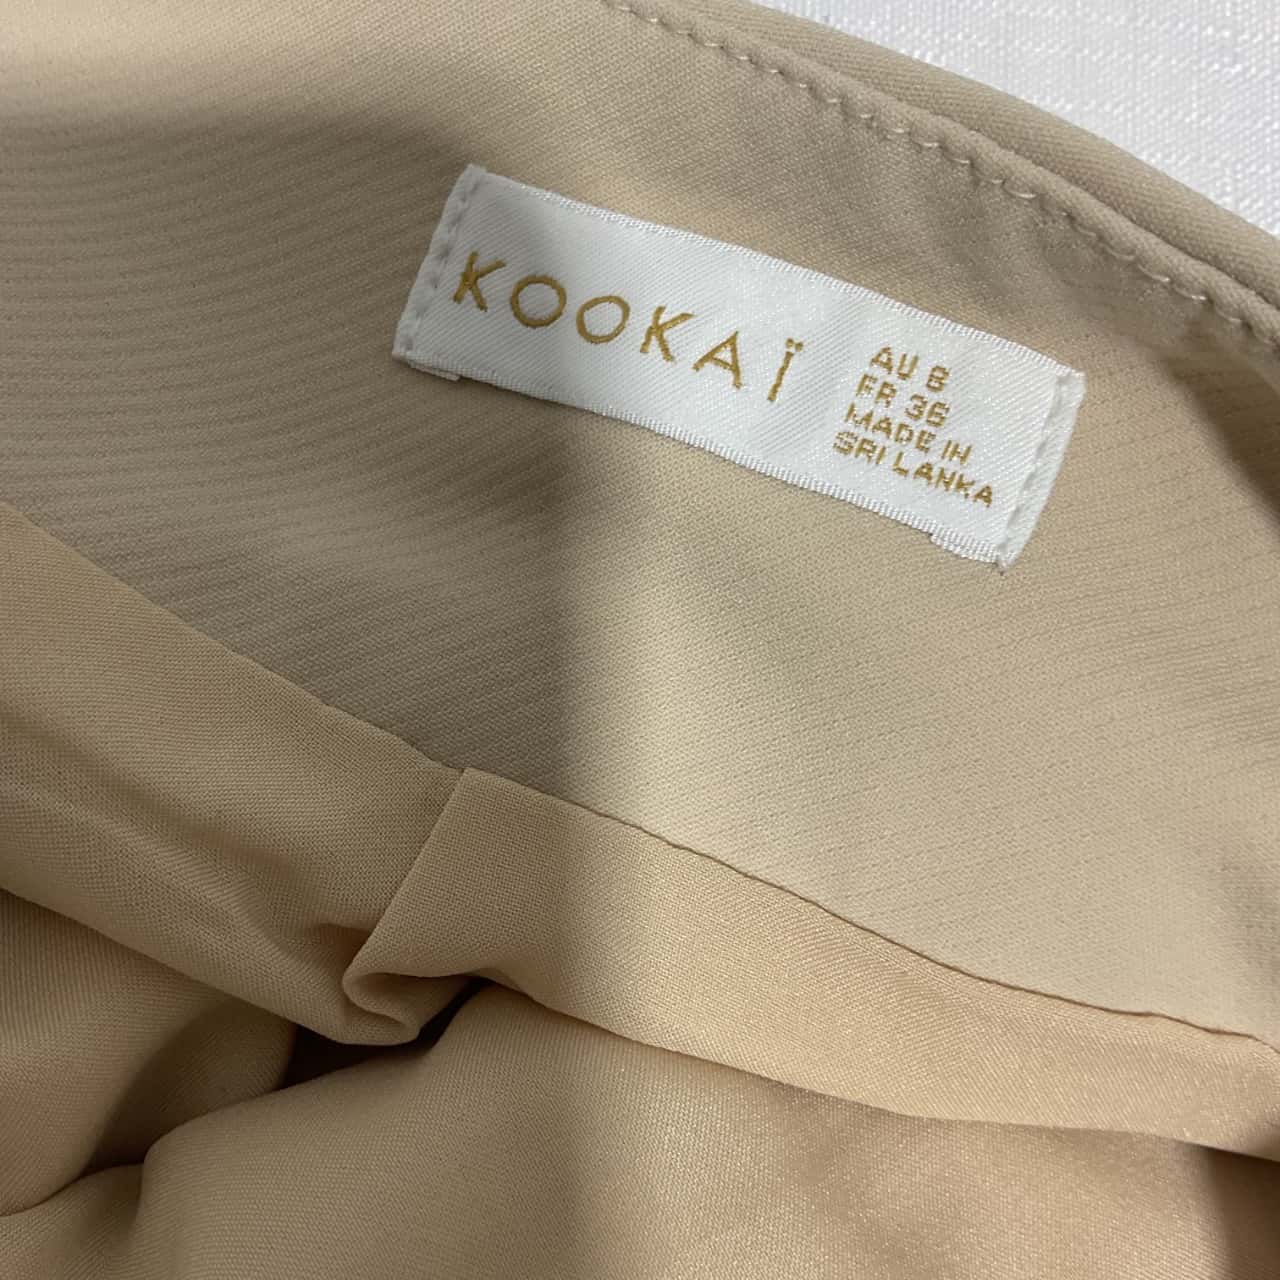 KOOKAÏ
AU 8
FR 36
MADE IN
SRI LANKA